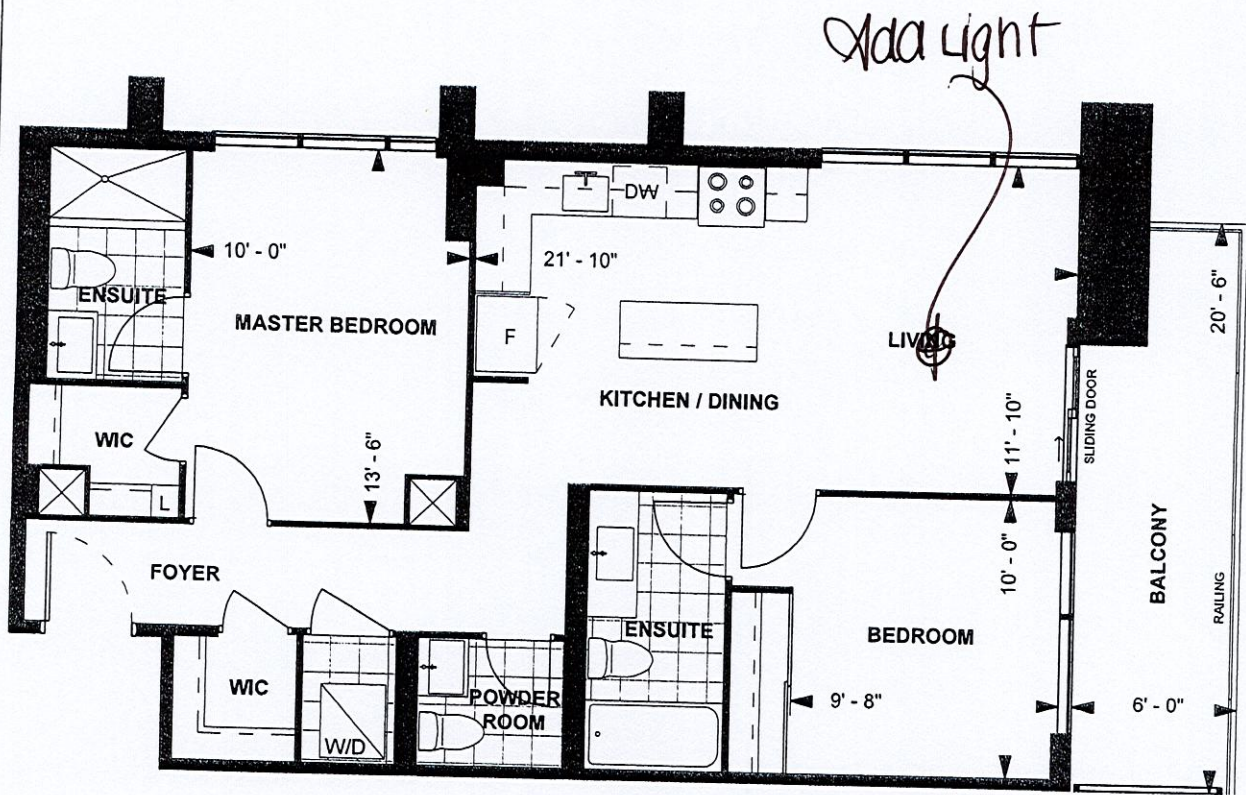 Add Light
DW
10' - 0"
21' - 10"
ENSUITE
MASTER BEDROOM
F
LIVING
20' - 6"
KITCHEN / DINING
SLIDING DOOR
WIC
13' - 6"
11' - 10"
L
FOYER
10' - 0"
BALCONY
RAILING
ENSUITE
BEDROOM
WIC
POWDER
ROOM
9' - 8"
6' - 0"
W/D